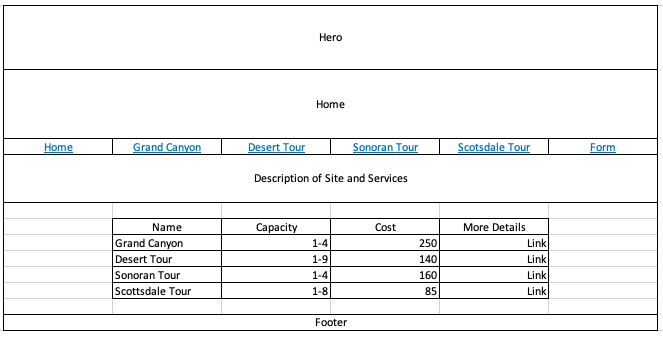 Hero
Home
Home Grand Canyon Desert Tour Sonoran Tour Scotsdale Tour Form
Description of Site and Services
Name Capacity Cost More Details
Grand Canyon 1-4 250 Link
Desert Tour 1-9 140 Link
Sonoran Tour 1-4 160 Link
Scottsdale Tour 1-8 85 Link
Footer